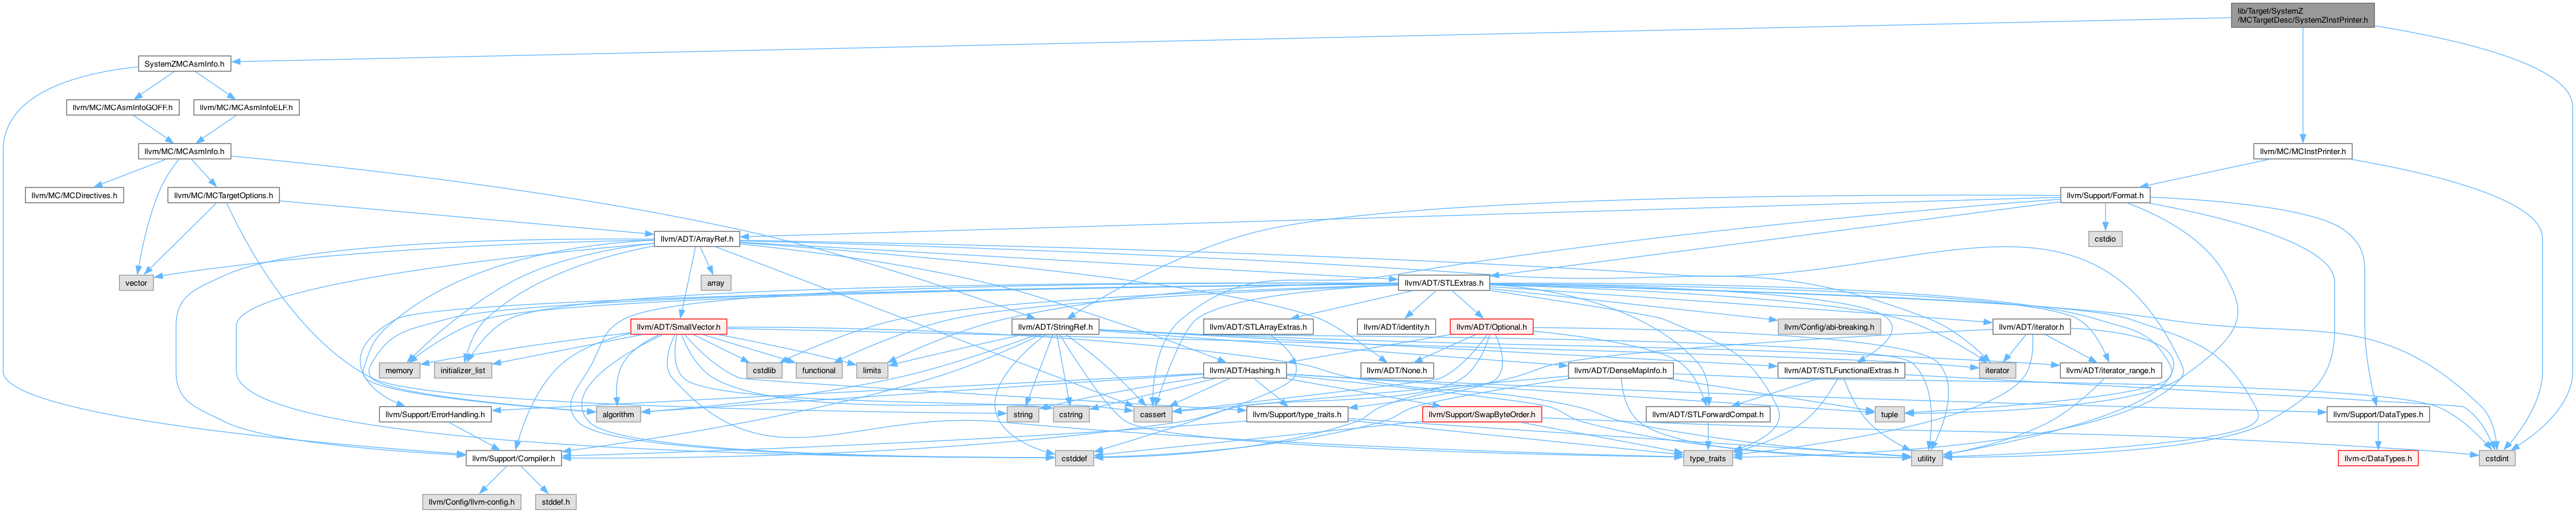 lib/Target/SystemZ
/MCTargetDesc/SystemZInstPrinter.h
SystemZMCAsmInfo.h
llvm/MC/MCAsmInfoGOFF.h
llvm/MC/MCAsmInfoELF.h
llvm/MC/MCAsmInfo.h
llvm/MC/MCInstPrinter.h
llvm/MC/MCDirectives.h
llvm/MC/MCTargetOptions.h
llvm/Support/Format.h
llvm/ADT/ArrayRef.h
cstdio
vector
array
llvm/ADT/STLExtras.h
llvm/ADT/SmallVector.h
llvm/ADT/StringRef.h
llvm/ADT/STLArrayExtras.h
llvm/ADT/identity.h
llvm/ADT/Optional.h
llvm/Config/abi-breaking.h
llvm/ADT/iterator.h
memory
initializer_list
cstdlib
functional
limits
llvm/ADT/Hashing.h
llvm/ADT/None.h
llvm/ADT/DenseMapInfo.h
llvm/ADT/STLFunctionalExtras.h
iterator
llvm/ADT/iterator_range.h
llvm/Support/ErrorHandling.h
algorithm
string
cstring
cassert
llvm/Support/type_traits.h
llvm/Support/SwapByteOrder.h
llvm/ADT/STLForwardCompat.h
tuple
llvm/Support/DataTypes.h
llvm/Support/Compiler.h
cstddef
type_traits
utility
llvm-c/DataTypes.h
cstdint
llvm/Config/llvm-config.h
stddef.h